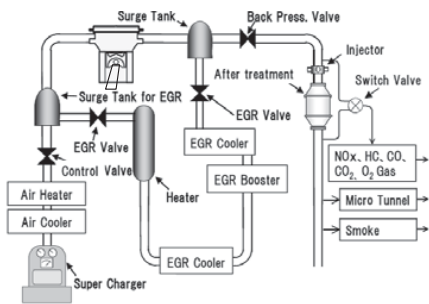 Surge Tank
Back Press. Valve
Injector
After treatment
Switch Valve
Surge Tank for EGR
EGR Valve
EGR Valve
Control Valve
EGR Cooler
NOx, HC, CO,
CO₂, O₂ Gas
EGR Booster
Heater
Air Heater
Micro Tunnel
Air Cooler
Smoke
EGR Cooler
Super Charger